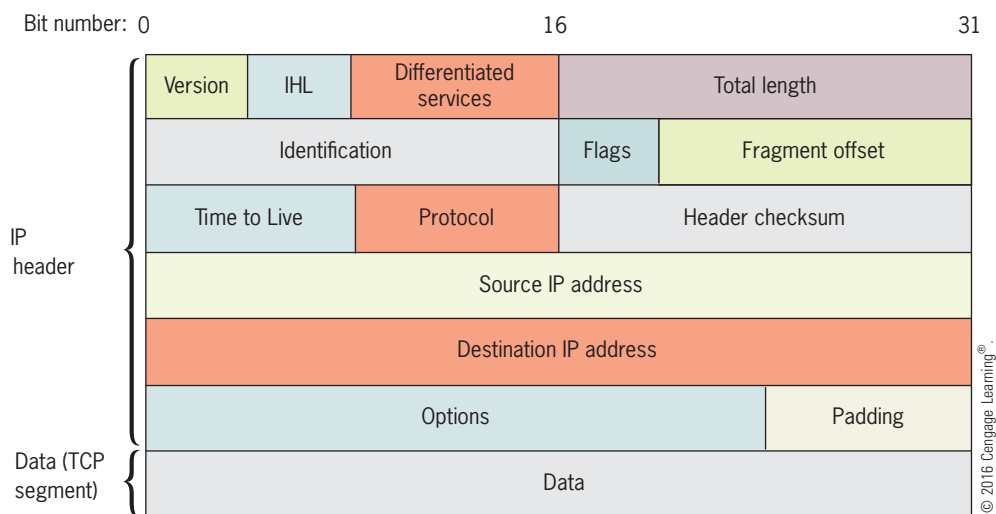 Bit number: 0 16 31
Version IHL Differentiated services Total length
Identification Flags Fragment offset
Time to Live Protocol Header checksum
IP header
Source IP address
Destination IP address
Options Padding
Data (TCP segment)
Data
© 2016 Cengage Learning®.